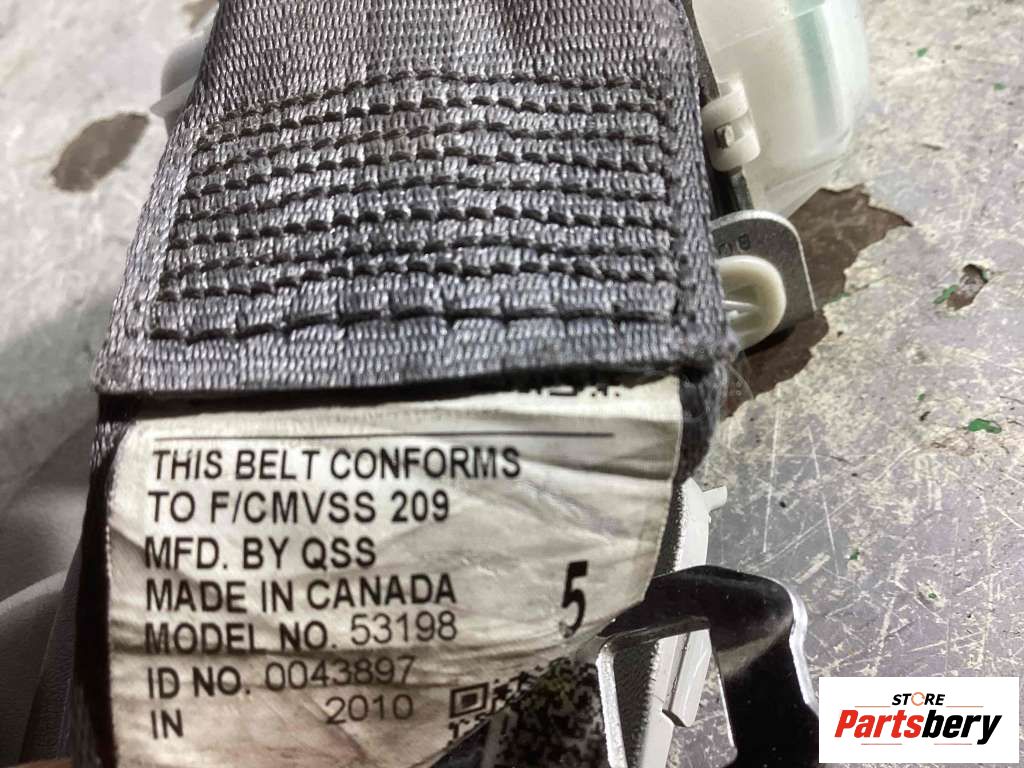 THIS BELT CONFORMS
TO F/CMVSS 209
MFD. BY QSS
MADE IN CANADA
5
MODEL NO. 53198
ID NO. 0043897
IN 2010
STORE
Partsbery